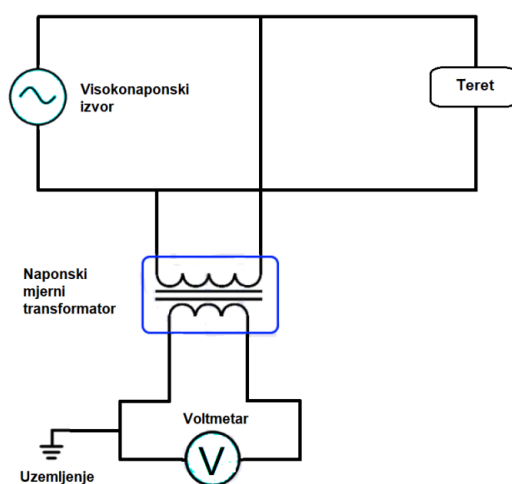 Visokonaponski
izvor
Teret
Naponski
mjerni
transformator
Voltmetar
V
Uzemljenje